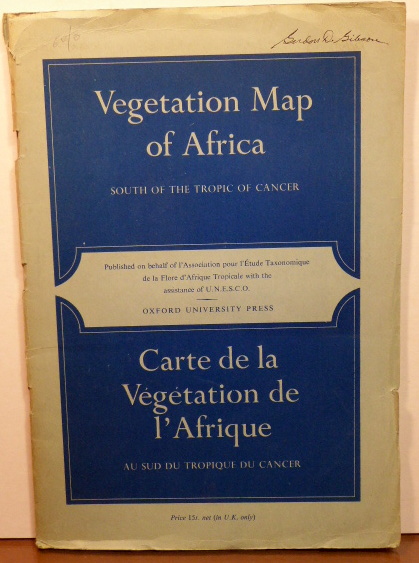 Vegetation Map
of Africa
SOUTH OF THE TROPIC OF CANCER
Published on behalf of l'Association pour l'Étude Taxonomique
de la Flore d'Afrique Tropicale with the
assistance of U.N.E.S.C.O.
OXFORD UNIVERSITY PRESS
Carte de la
Végétation de
l'Afrique
AU SUD DU TROPIQUE DU CANCER
Price 15s. net (in U.K. only)